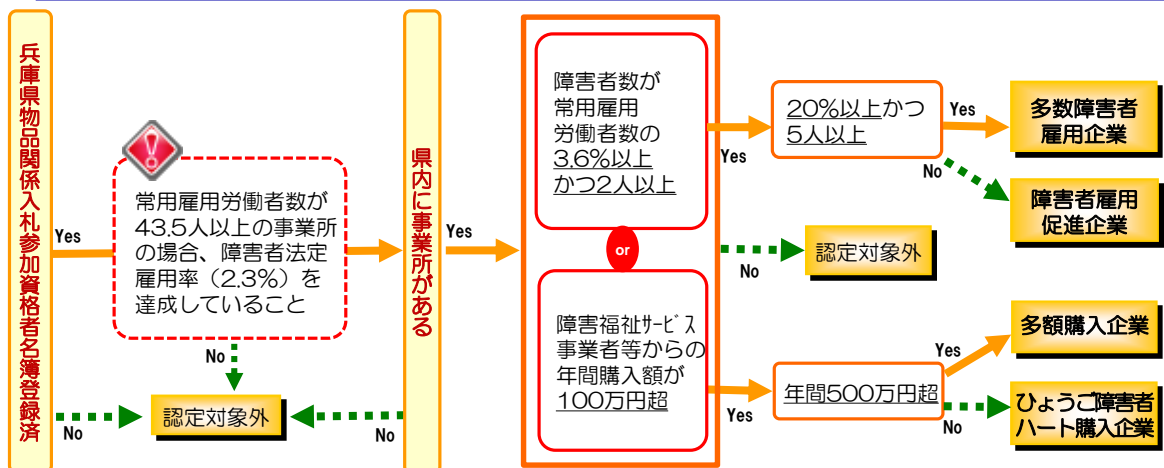 兵庫県物品関係入札参加資格者名簿登録済
Yes
No
常用雇用労働者数が
43.5人以上の事業所
の場合、障害者法定
雇用率（2.3％）を
達成していること
No
認定対象外
県内に事業所がある
Yes
No
障害者数が
常用雇用
労働者数の
3.6%以上
かつ2人以上
or
障害福祉ｻｰﾋﾞｽ
事業者等からの
年間購入額が
100万円超
Yes
20%以上かつ
5人以上
Yes
多数障害者
雇用企業
No
障害者雇用
促進企業
No
認定対象外
Yes
年間500万円超
Yes
多額購入企業
No
ひょうご障害者
ハート購入企業